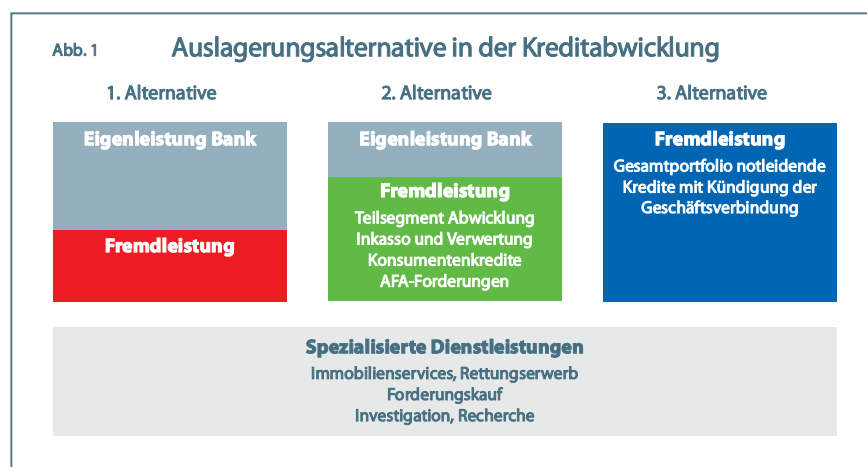 Abb. 1
Auslagerungsalternative in der Kreditabwicklung
1. Alternative
Eigenleistung Bank
Fremdleistung
2. Alternative
Eigenleistung Bank
Fremdleistung
Teilsegment Abwicklung
Inkasso und Verwertung
Konsumentenkredite
AFA-Forderungen
3. Alternative
Fremdleistung
Gesamtportfolio notleidende
Kredite mit Kündigung der
Geschäftsverbindung
Spezialisierte Dienstleistungen
Immobilienservices, Rettungserwerb
Forderungskauf
Investigation, Recherche